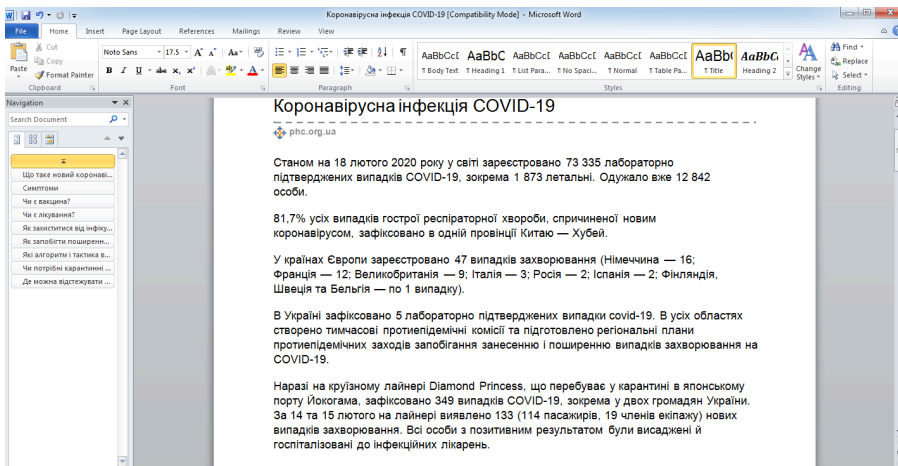 Коронавірусна інфекція COVID-19 [Compatibility Mode] - Microsoft Word
File Home Insert Page Layout References Mailings Review View
Paste
Cut
Copy
Format Painter
Clipboard
Noto Sans 17.5
Font
Paragraph
AaBbCcI AaBbC AaBbCcI AaBbCcI AaBbCcI AaBbCcI AaBb( AaBbCc
¶ Body Text ¶ Heading 1 ¶ List Para... ¶ No Spaci... ¶ Normal ¶ Table Pa... ¶ Title Heading 2
Styles
Change Styles
Find
Replace
Select
Editing
Navigation
Search Document
Що таке новий коронаві...
Симптоми
Чи є вакцина?
Чи є лікування?
Як захиститися від інфіку...
Як запобігти поширенн...
Які алгоритм і тактика в...
Чи потрібні карантинні ...
Де можна відстежувати ...
Коронавірусна інфекція COVID-19
phc.org.ua
Станом на 18 лютого 2020 року у світі зареєстровано 73 335 лабораторно
підтверджених випадків COVID-19, зокрема 1 873 летальні. Одужало вже 12 842
особи.
81,7% усіх випадків гострої респіраторної хвороби, спричиненої новим
коронавірусом, зафіксовано в одній провінції Китаю — Хубей.
У країнах Європи зареєстровано 47 випадків захворювання (Німеччина — 16;
Франція — 12; Великобританія — 9; Італія — 3; Росія — 2; Іспанія — 2; Фінляндія,
Швеція та Бельгія — по 1 випадку).
В Україні зафіксовано 5 лабораторно підтверджених випадки covid-19. В усіх областях
створено тимчасові протиепідемічні комісії та підготовлено регіональні плани
протиепідемічних заходів запобігання занесенню і поширенню випадків захворювання на
COVID-19.
Наразі на круїзному лайнері Diamond Princess, що перебуває у карантині в японському
порту Йокогама, зафіксовано 349 випадків COVID-19, зокрема у двох громадян України.
За 14 та 15 лютого на лайнері виявлено 133 (114 пасажирів, 19 членів екіпажу) нових
випадків захворювання. Всі особи з позитивним результатом були висаджені й
госпіталізовані до інфекційних лікарень.